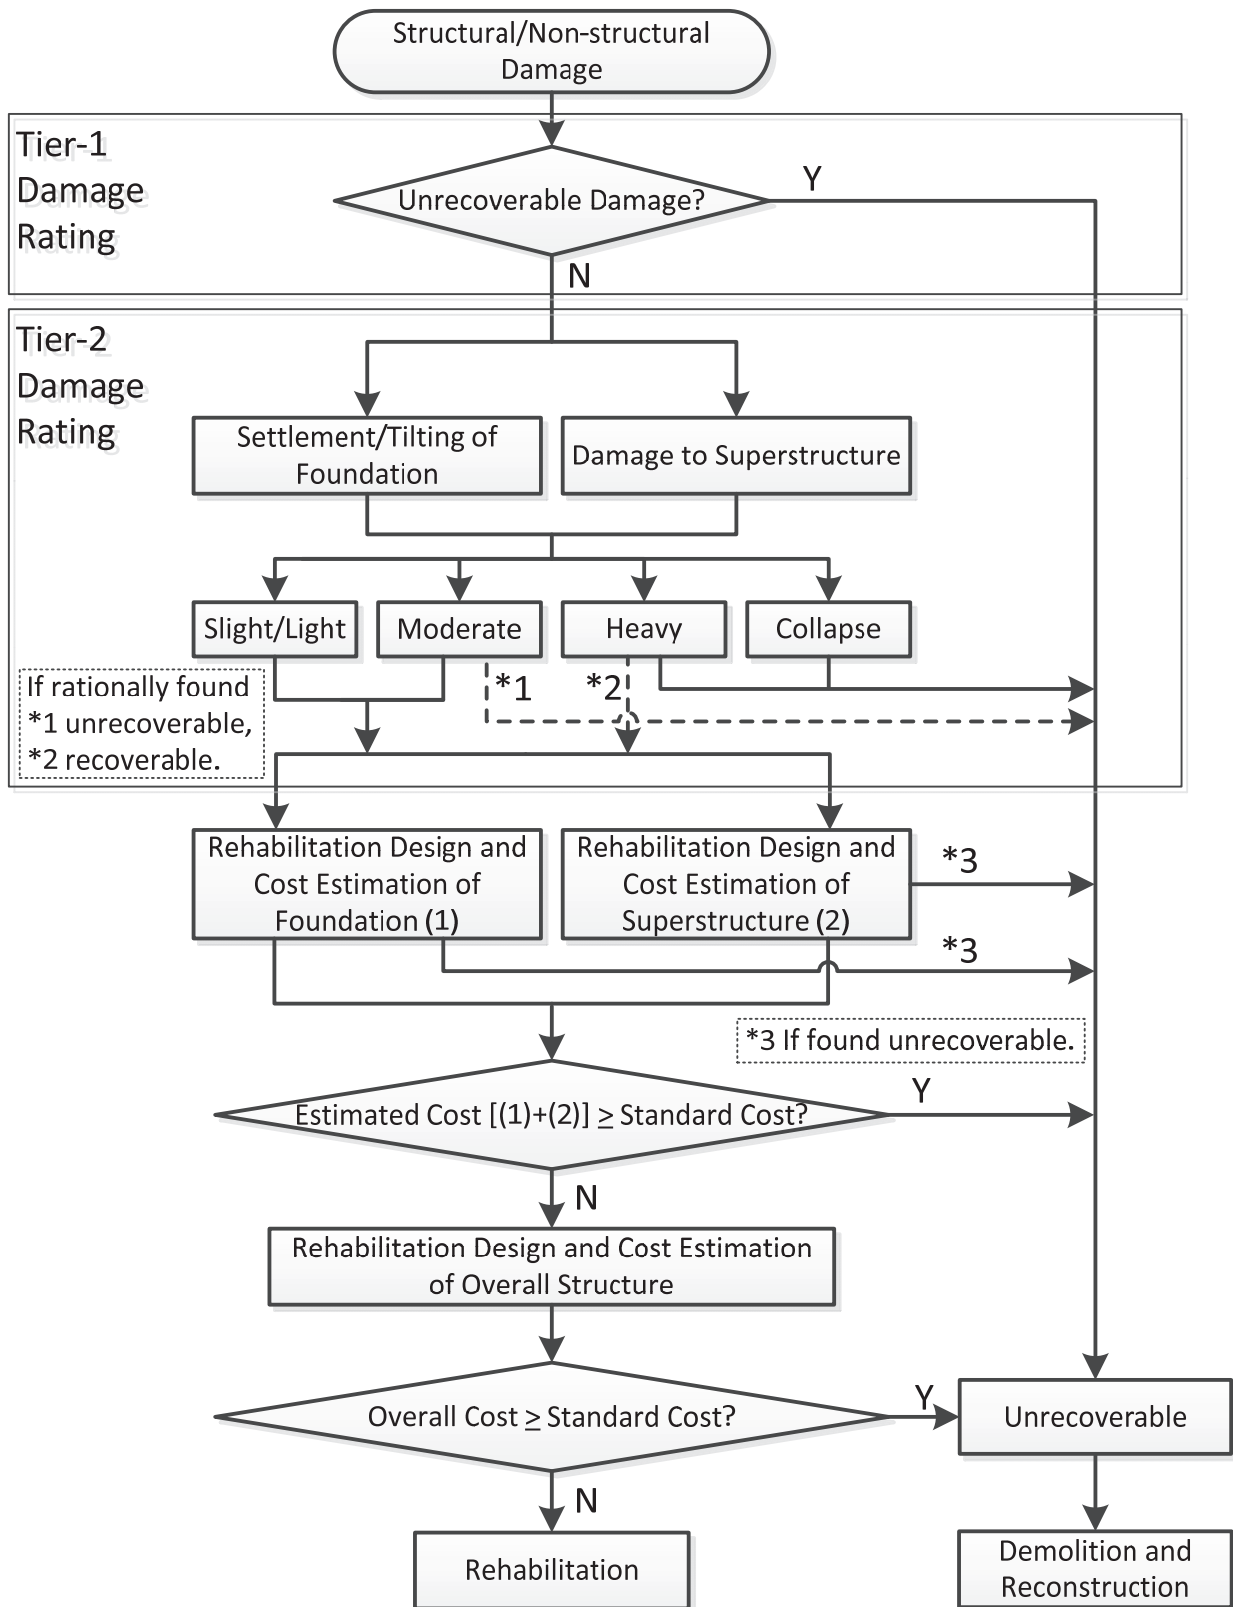 Structural/Non-structural
Damage
Tier-1
Damage
Rating
Unrecoverable Damage?
Y
N
Tier-2
Damage
Rating
Settlement/Tilting of
Foundation
Damage to Superstructure
Slight/Light
Moderate
Heavy
Collapse
If rationally found
*1 unrecoverable,
*2 recoverable.
*1
*2
Rehabilitation Design and
Cost Estimation of
Foundation (1)
Rehabilitation Design and
Cost Estimation of
Superstructure (2)
*3
*3
*3 If found unrecoverable.
Estimated Cost [(1)+(2)] ≥ Standard Cost?
Y
N
Rehabilitation Design and Cost Estimation
of Overall Structure
Overall Cost ≥ Standard Cost?
Y
Unrecoverable
N
Rehabilitation
Demolition and
Reconstruction